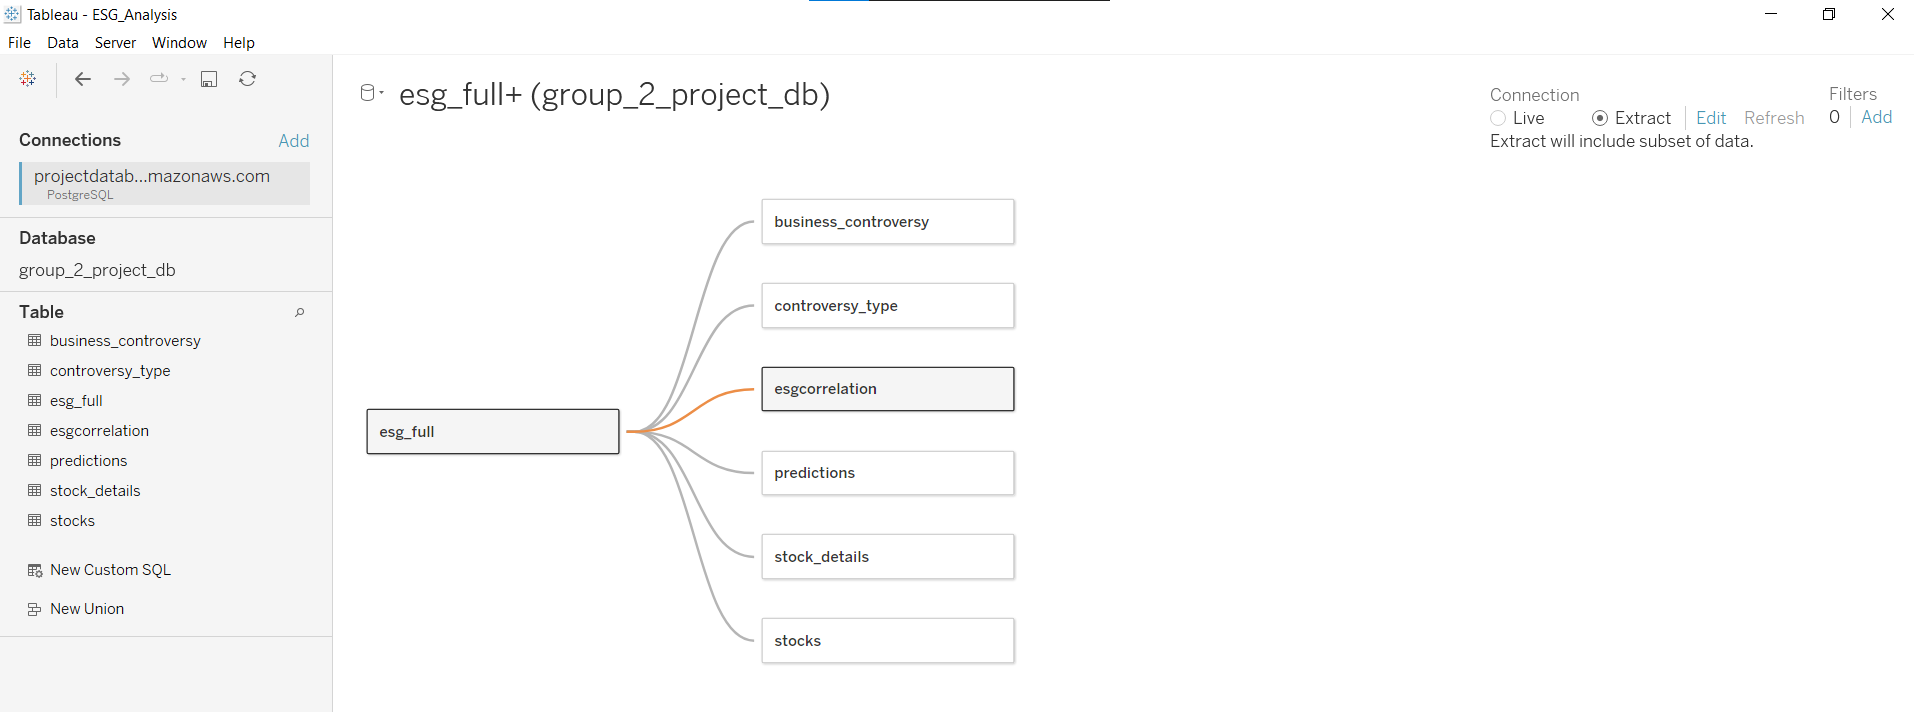 Tableau - ESG_Analysis
File Data Server Window Help
Connections Add
projectdatab...mazonaws.com
PostgreSQL
Database
group_2_project_db
Table
business_controversy
controversy_type
esg_full
esgcorrelation
predictions
stock_details
stocks
New Custom SQL
New Union
esg_full+ (group_2_project_db)
Connection
Live Extract Edit Refresh
Extract will include subset of data.
Filters
0 Add
esg_full
business_controversy
controversy_type
esgcorrelation
predictions
stock_details
stocks